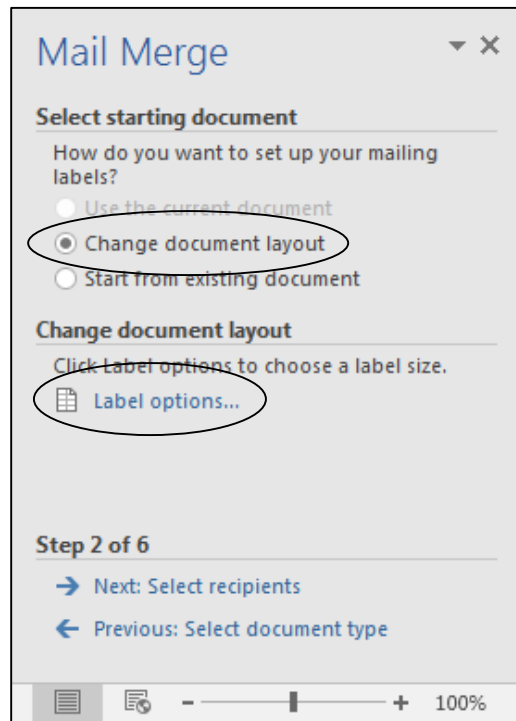 Mail Merge
Select starting document
How do you want to set up your mailing
labels?
Use the current document
Change document layout
Start from existing document
Change document layout
Click Label options to choose a label size.
Label options...
Step 2 of 6
Next: Select recipients
Previous: Select document type
100%